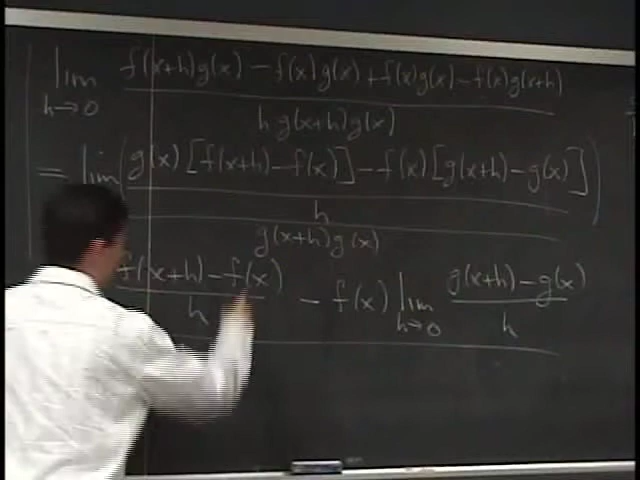 lim h→0 f(x+h)g(x) - f(x)g(x) + f(x)g(x) - f(x)g(x+h)
h g(x+h)g(x)
= lim ( g(x) [f(x+h) - f(x)] - f(x) [g(x+h) - g(x)] )
h
g(x+h)g(x)
f(x+h) - f(x) - f(x) lim h→0 g(x+h) - g(x)
h h